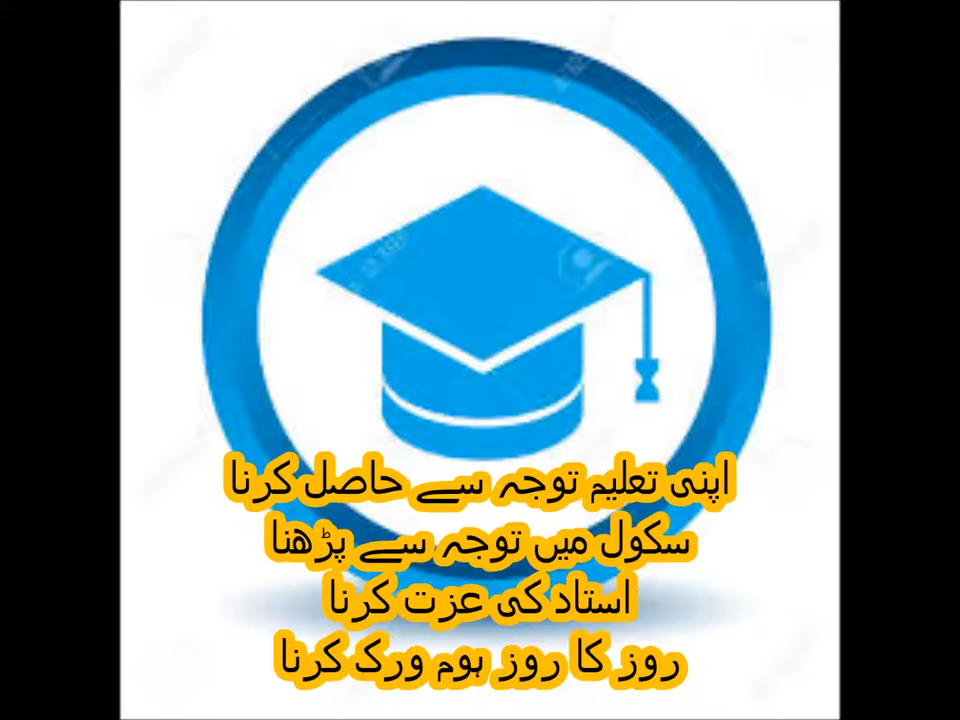 اپنی تعلیم توجہ سے حاصل کرنا
سکول میں توجہ سے پڑھنا
استاد کی عزت کرنا
روز کا روز ہوم ورک کرنا